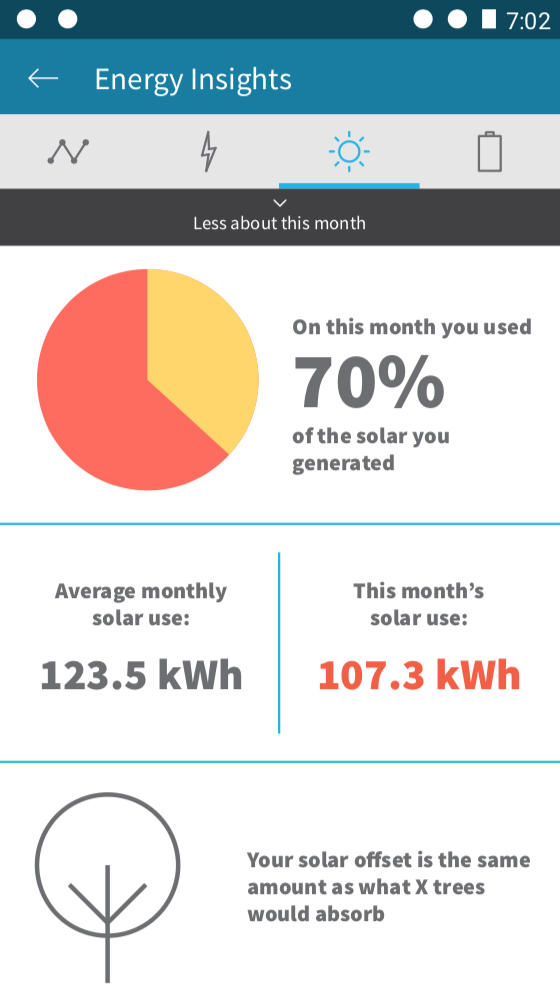 7:02
Energy Insights
Less about this month
On this month you used
70%
of the solar you
generated
Average monthly
solar use:
123.5 kWh
This month’s
solar use:
107.3 kWh
Your solar offset is the same
amount as what X trees
would absorb